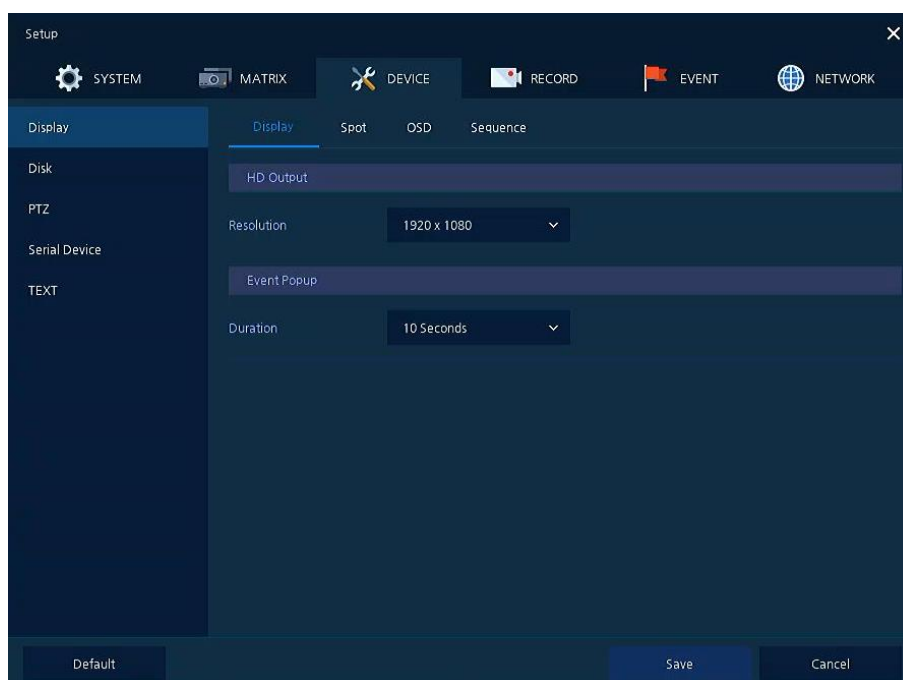 Setup
SYSTEM MATRIX DEVICE RECORD EVENT NETWORK
Display
Disk
PTZ
Serial Device
TEXT
Display Spot OSD Sequence
HD Output
Resolution 1920 x 1080
Event Popup
Duration 10 Seconds
Default Save Cancel